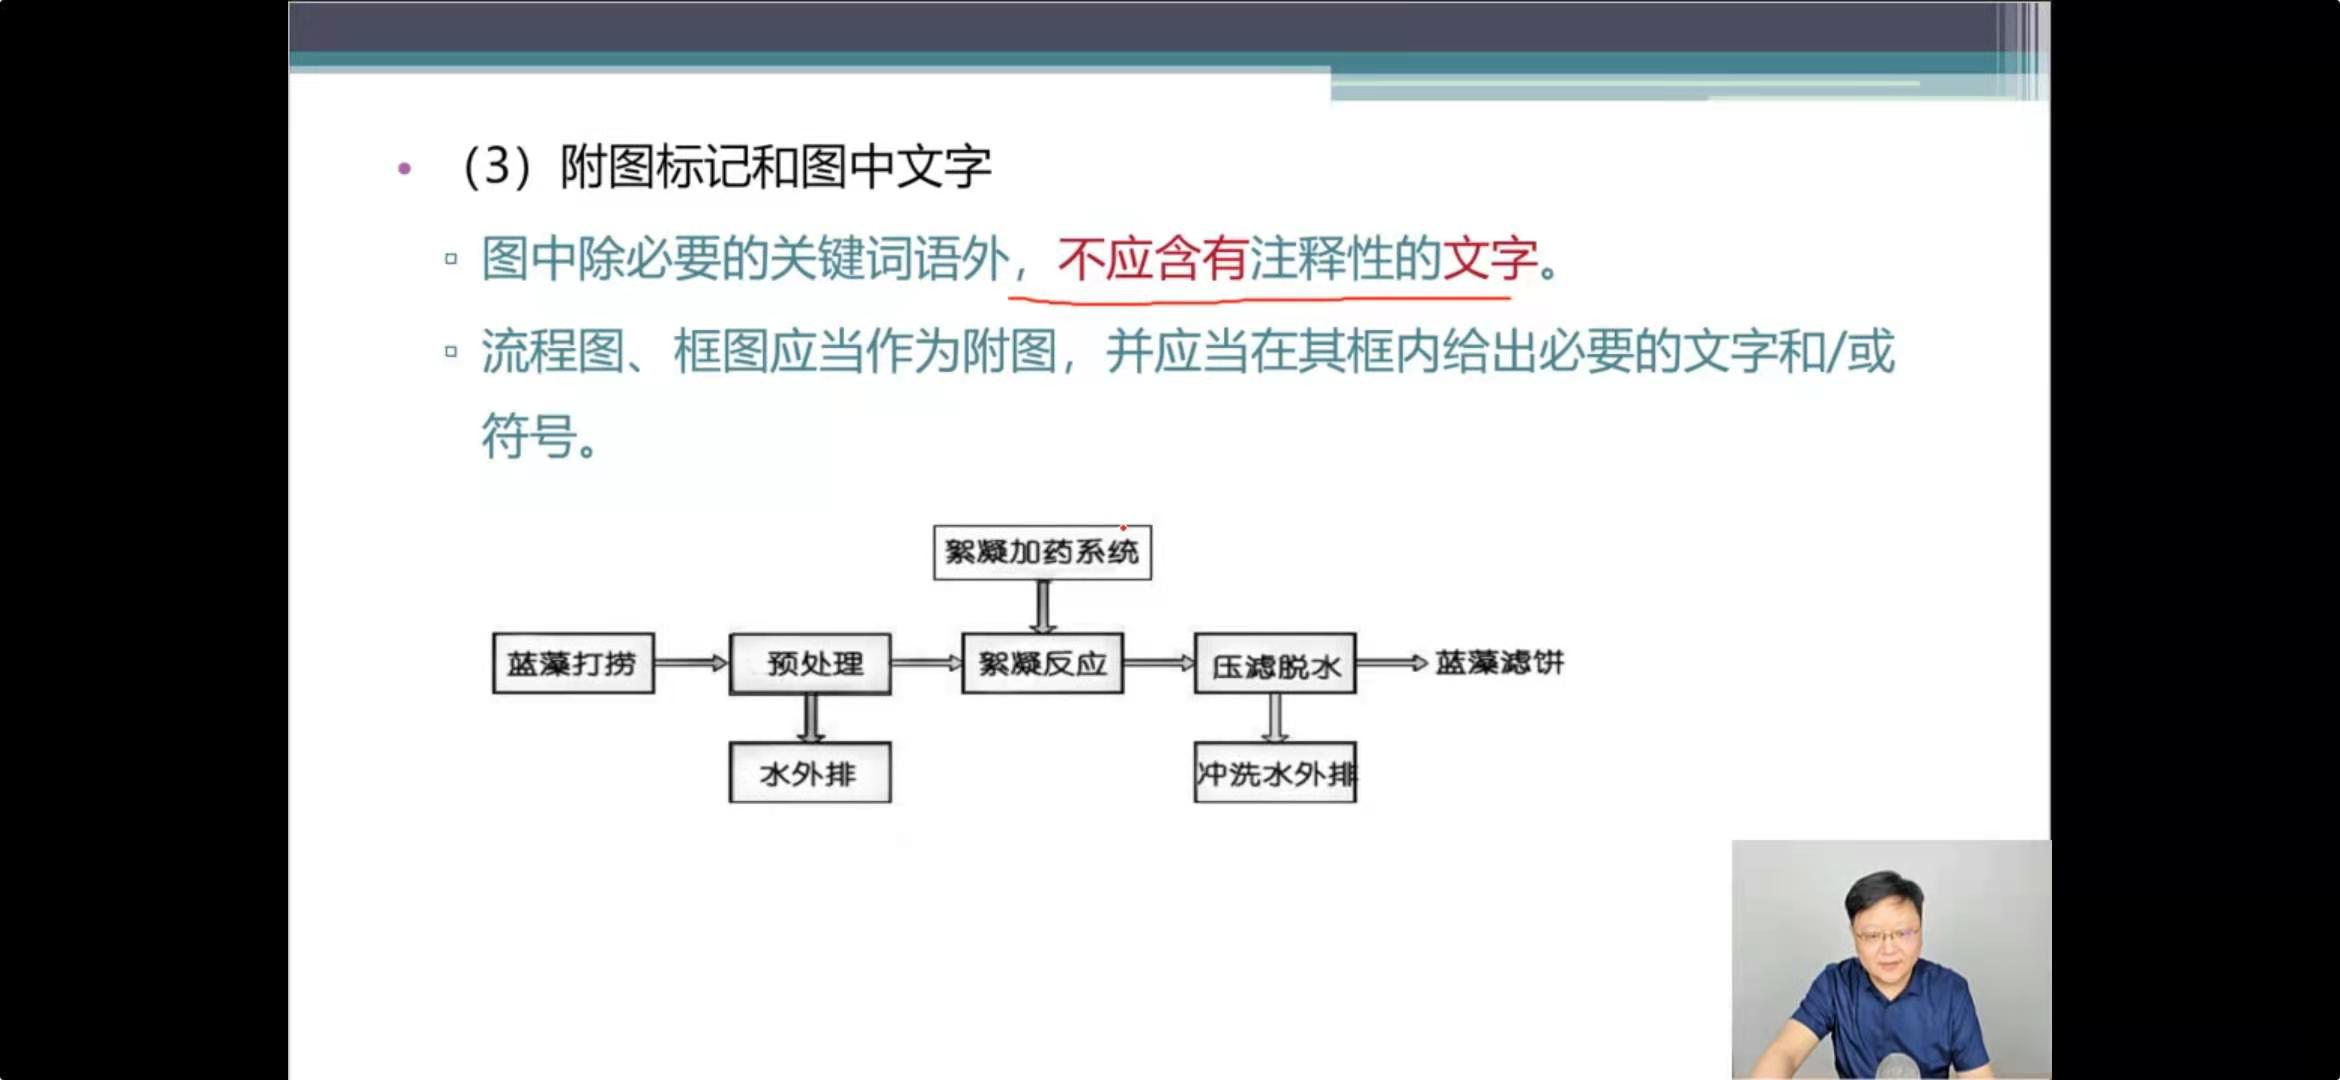 （3）附图标记和图中文字
图中除必要的关键词语外，不应含有注释性的文字。
流程图、框图应当作为附图，并应当在其框内给出必要的文字和/或
符号。
絮凝加药系统
蓝藻打捞
预处理
絮凝反应
压滤脱水
蓝藻滤饼
水外排
冲洗水外排